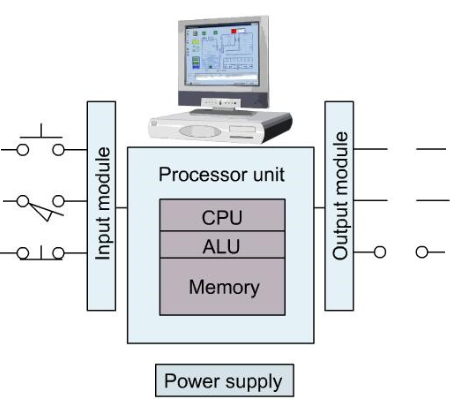 Input module
Processor unit
CPU
ALU
Memory
Output module
Power supply